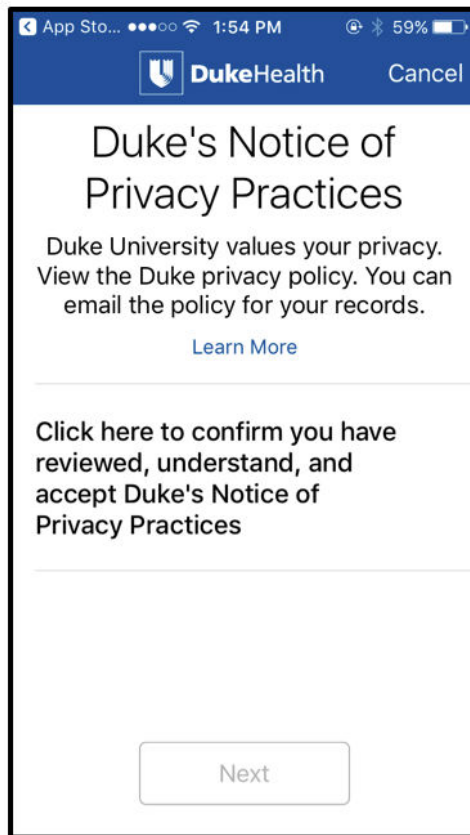 App Sto... 1:54 PM 59%
DukeHealth Cancel
Duke's Notice of
Privacy Practices
Duke University values your privacy.
View the Duke privacy policy. You can
email the policy for your records.
Learn More
Click here to confirm you have
reviewed, understand, and
accept Duke's Notice of
Privacy Practices
Next